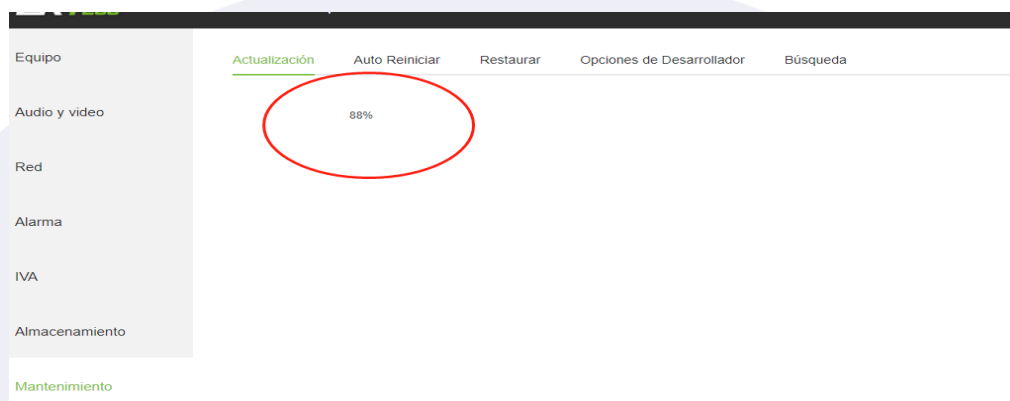 Equipo
Actualización Auto Reiniciar Restaurar Opciones de Desarrollador Búsqueda
Audio y video
88%
Red
Alarma
IVA
Almacenamiento
Mantenimiento